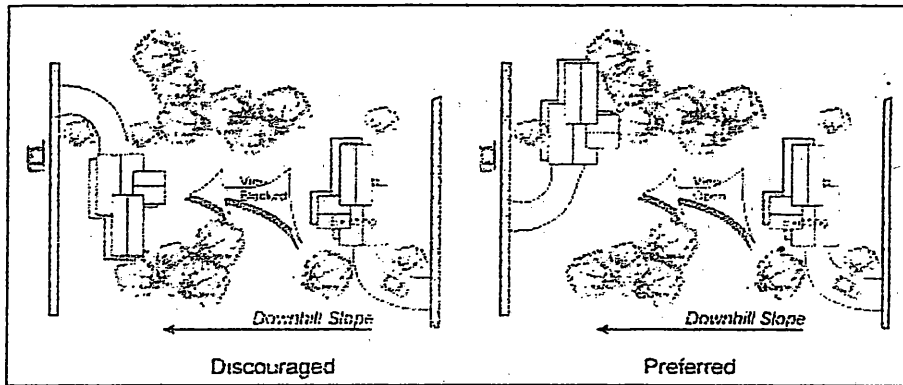 View
Blocked
Downhill Slope
Discouraged
View
Open
Downhill Slope
Preferred